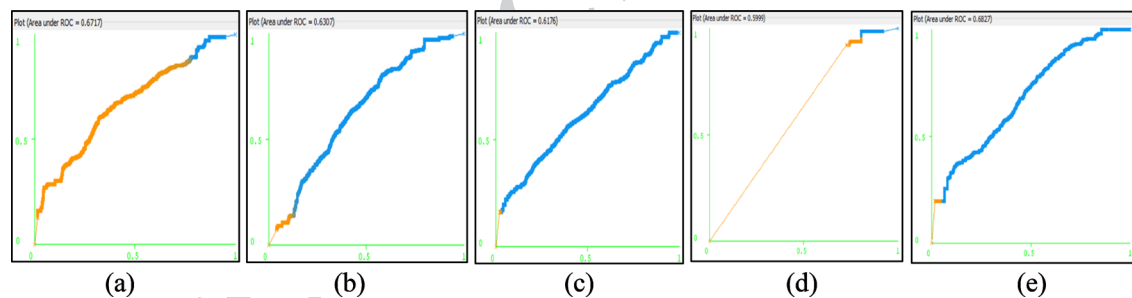 Plot (Area under ROC = 0.6717)
1
0.5
0
0.5
1
(a)
Plot (Area under ROC = 0.6307)
1
0.5
0
0.5
1
(b)
Plot (Area under ROC = 0.6176)
1
0.5
0
0.5
1
(c)
Plot (Area under ROC = 0.5999)
1
0.5
0
0.5
1
(d)
Plot (Area under ROC = 0.6827)
1
0.5
0
0.5
1
(e)